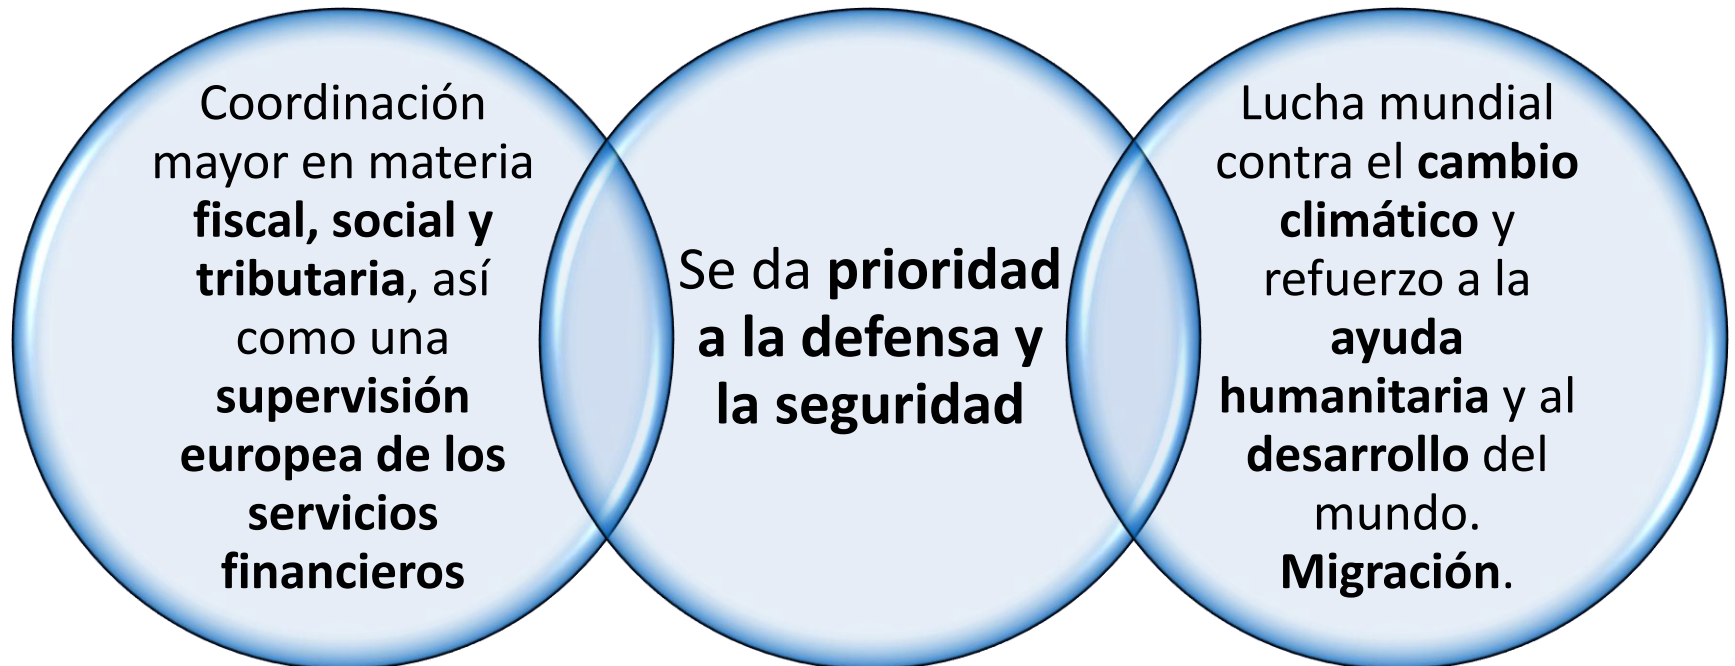 Coordinación
mayor en materia
fiscal, social y
tributaria, así
como una
supervisión
europea de los
servicios
financieros
Se da prioridad
a la defensa y
la seguridad
Lucha mundial
contra el cambio
climático y
refuerzo a la
ayuda
humanitaria y al
desarrollo del
mundo.
Migración.